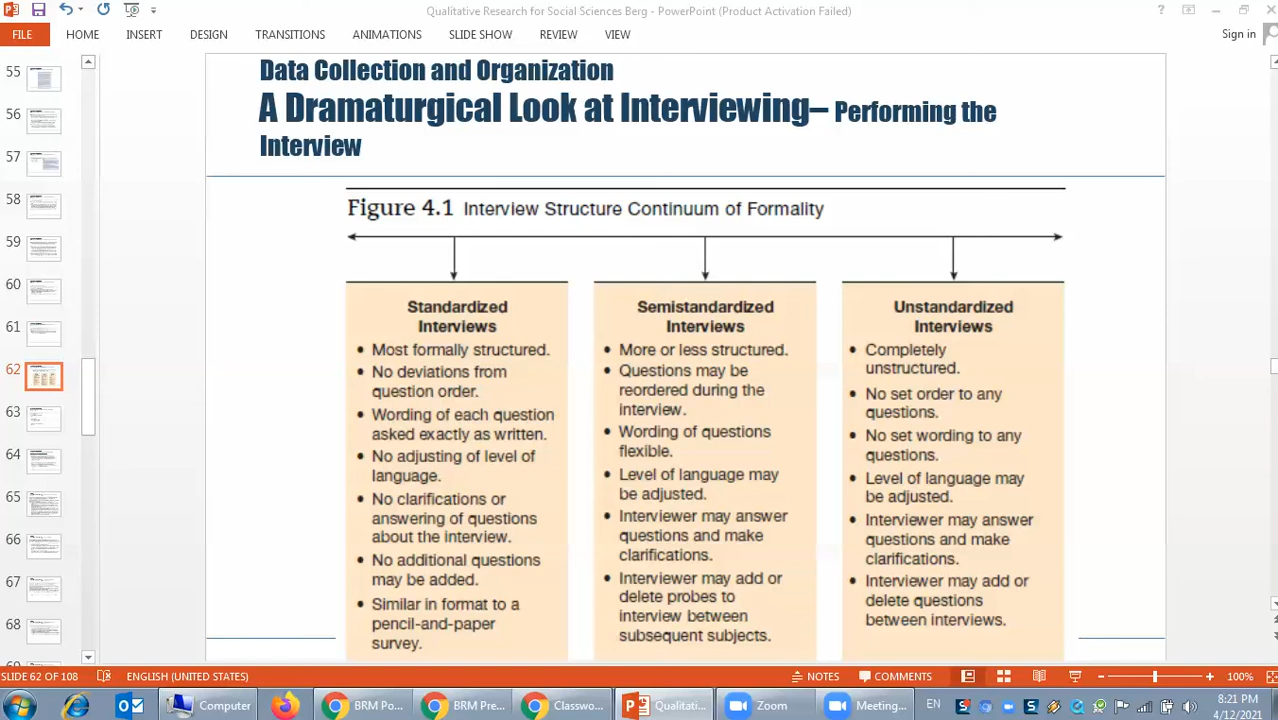 Qualitative Research for Social Sciences Berg - PowerPoint (Product Activation Failed)
FILE HOME INSERT DESIGN TRANSITIONS ANIMATIONS SLIDE SHOW REVIEW VIEW Sign in
Data Collection and Organization
A Dramaturgical Look at Interviewing– Performing the
Interview
Figure 4.1 Interview Structure Continuum of Formality
Standardized
Interviews
• Most formally structured.
• No deviations from
question order.
• Wording of each question
asked exactly as written.
• No adjusting of level of
language.
• No clarifications or
answering of questions
about the interview.
• No additional questions
may be added.
• Similar in format to a
pencil-and-paper
survey.
Semistandardized
Interviews
• More or less structured.
• Questions may be
reordered during the
interview.
• Wording of questions
flexible.
• Level of language may
be adjusted.
• Interviewer may answer
questions and make
clarifications.
• Interviewer may add or
delete probes to
interview between
subsequent subjects.
Unstandardized
Interviews
• Completely
unstructured.
• No set order to any
questions.
• No set wording to any
questions.
• Level of language may
be adjusted.
• Interviewer may answer
questions and make
clarifications.
• Interviewer may add or
delete questions
between interviews.
55
56
57
58
59
60
61
62
63
64
65
66
67
68
SLIDE 62 OF 108 ENGLISH (UNITED STATES) NOTES COMMENTS 100%
Computer BRM Po... BRM Pre... Classwo... Qualitati... Zoom Meeting... EN 8:21 PM
4/12/2021